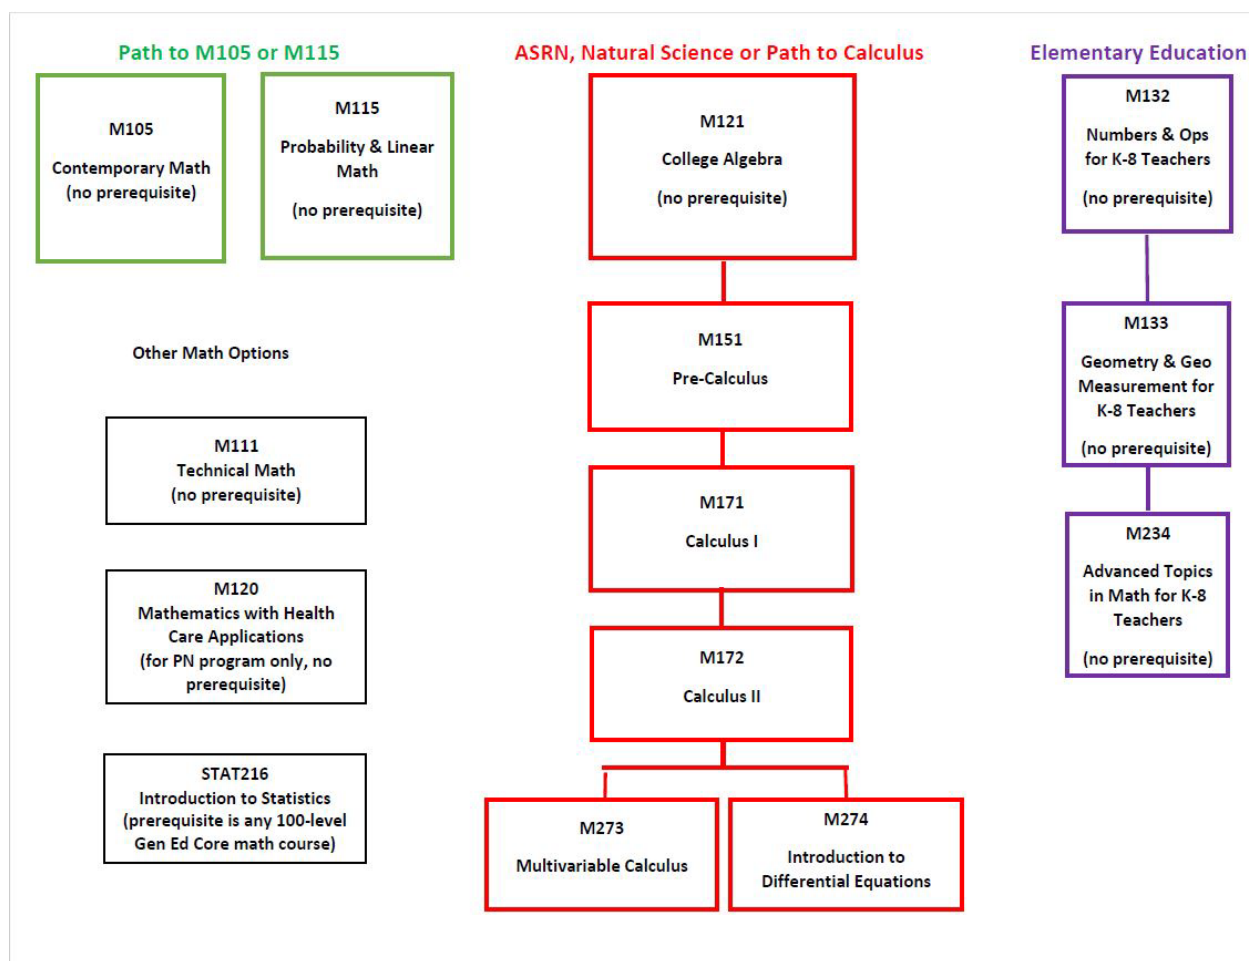 Path to M105 or M115
M105
Contemporary Math
(no prerequisite)
M115
Probability & Linear
Math
(no prerequisite)
Other Math Options
M111
Technical Math
(no prerequisite)
M120
Mathematics with Health
Care Applications
(for PN program only, no
prerequisite)
STAT216
Introduction to Statistics
(prerequisite is any 100-level
Gen Ed Core math course)
ASRN, Natural Science or Path to Calculus
M121
College Algebra
(no prerequisite)
M151
Pre-Calculus
M171
Calculus I
M172
Calculus II
M273
Multivariable Calculus
M274
Introduction to
Differential Equations
Elementary Education
M132
Numbers & Ops
for K-8 Teachers
(no prerequisite)
M133
Geometry & Geo
Measurement for
K-8 Teachers
(no prerequisite)
M234
Advanced Topics
in Math for K-8
Teachers
(no prerequisite)